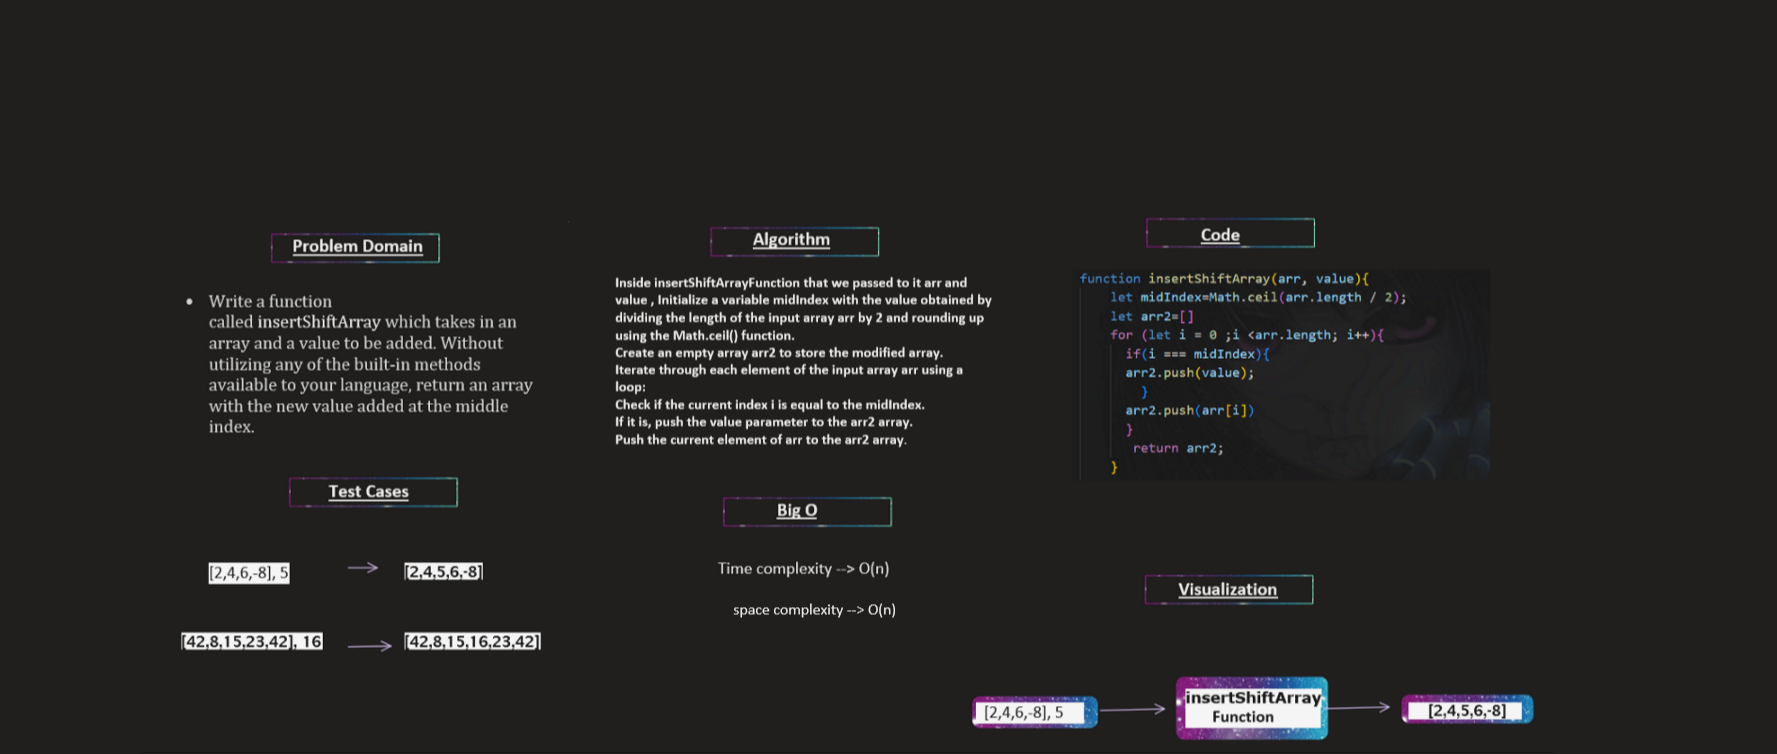 Problem Domain
• Write a function
called insertShiftArray which takes in an
array and a value to be added. Without
utilizing any of the built-in methods
available to your language, return an array
with the new value added at the middle
index.
Test Cases
[2,4,6,-8], 5
[2,4,5,6,-8]
[42,8,15,23,42], 16
[42,8,15,16,23,42]
Algorithm
Inside insertShiftArrayFunction that we passed to it arr and
value , Initialize a variable midIndex with the value obtained by
dividing the length of the input array arr by 2 and rounding up
using the Math.ceil() function.
Create an empty array arr2 to store the modified array.
Iterate through each element of the input array arr using a
loop:
Check if the current index i is equal to the midIndex.
If it is, push the value parameter to the arr2 array.
Push the current element of arr to the arr2 array.
Big O
Time complexity --> O(n)
space complexity --> O(n)
Code
function insertShiftArray(arr, value){
let midIndex=Math.ceil(arr.length / 2);
let arr2=[]
for (let i = 0 ;i <arr.length; i++){
if(i === midIndex){
arr2.push(value);
}
arr2.push(arr[i])
}
return arr2;
}
Visualization
[2,4,6,-8], 5
insertShiftArray
Function
[2,4,5,6,-8]